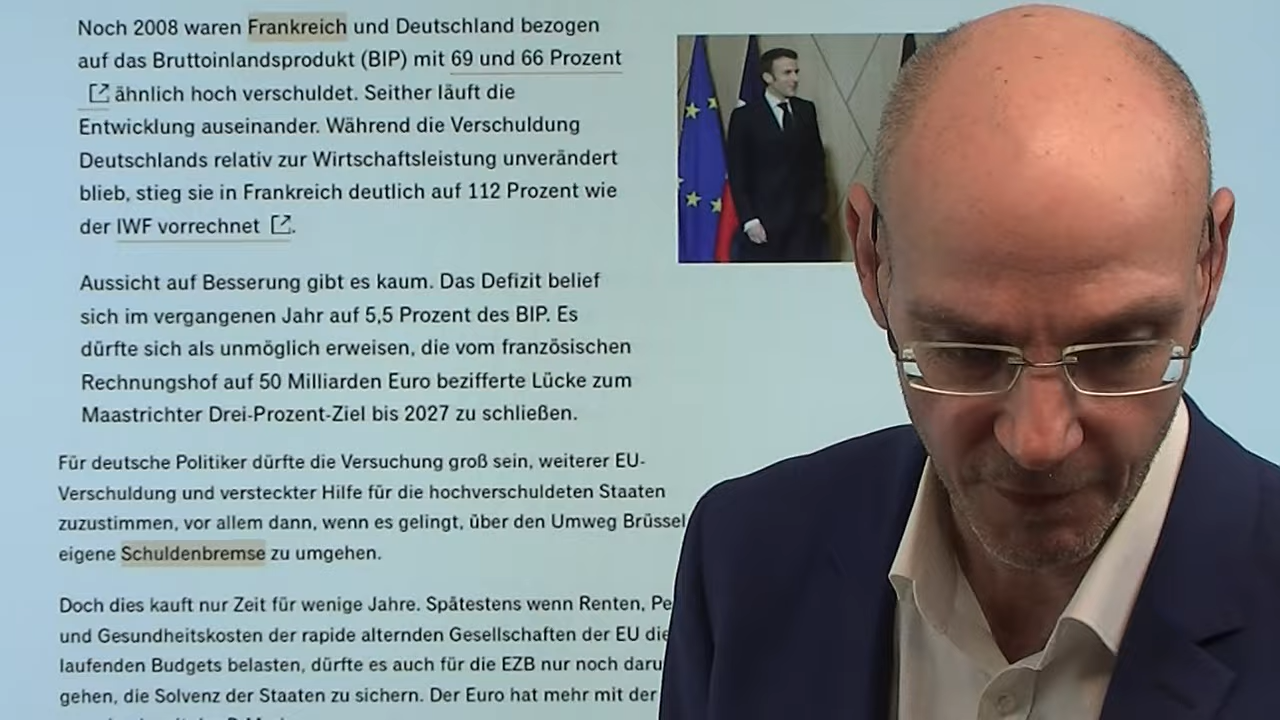 Noch 2008 waren Frankreich und Deutschland bezogen
auf das Bruttoinlandsprodukt (BIP) mit 69 und 66 Prozent
ähnlich hoch verschuldet. Seither läuft die
Entwicklung auseinander. Während die Verschuldung
Deutschlands relativ zur Wirtschaftsleistung unverändert
blieb, stieg sie in Frankreich deutlich auf 112 Prozent wie
der IWF vorrechnet.
Aussicht auf Besserung gibt es kaum. Das Defizit belief
sich im vergangenen Jahr auf 5,5 Prozent des BIP. Es
dürfte sich als unmöglich erweisen, die vom französischen
Rechnungshof auf 50 Milliarden Euro bezifferte Lücke zum
Maastrichter Drei-Prozent-Ziel bis 2027 zu schließen.
Für deutsche Politiker dürfte die Versuchung groß sein, weiterer EU-
Verschuldung und versteckter Hilfe für die hochverschuldeten Staaten
zuzustimmen, vor allem dann, wenn es gelingt, über den Umweg Brüssel
eigene Schuldenbremse zu umgehen.
Doch dies kauft nur Zeit für wenige Jahre. Spätestens wenn Renten, Pe
und Gesundheitskosten der rapide alternden Gesellschaften der EU die
laufenden Budgets belasten, dürfte es auch für die EZB nur noch daru
gehen, die Solvenz der Staaten zu sichern. Der Euro hat mehr mit der